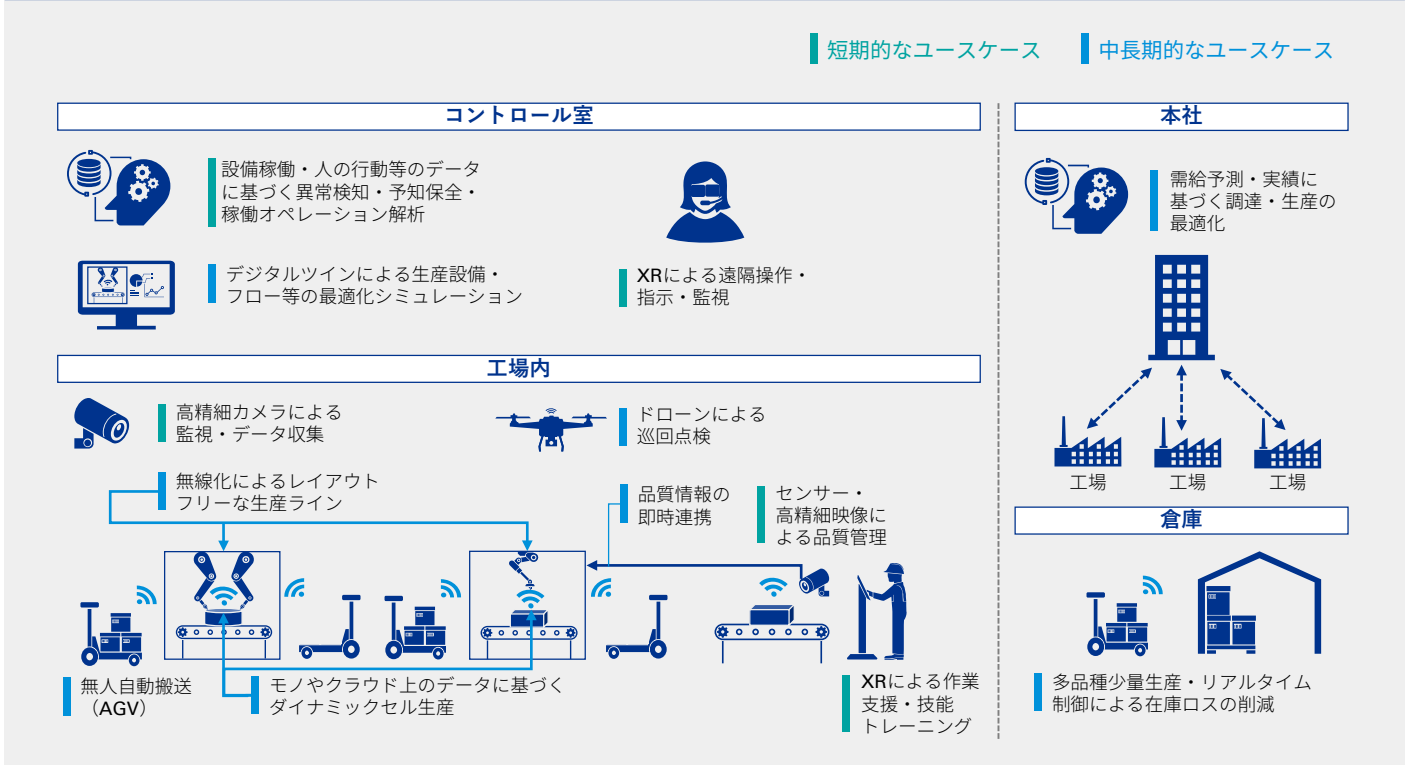 短期的なユースケース
中長期的なユースケース
コントロール室
設備稼働・人の行動等のデータ
に基づく異常検知・予知保全・
稼働オペレーション解析
デジタルツインによる生産設備・
フロー等の最適化シミュレーション
XRによる遠隔操作・
指示・監視
本社
需給予測・実績に
基づく調達・生産の
最適化
工場
工場
工場
工場内
高精細カメラによる
監視・データ収集
ドローンによる
巡回点検
無線化によるレイアウト
フリーな生産ライン
品質情報の
即時連携
センサー・
高精細映像に
よる品質管理
無人自動搬送
（AGV）
モノやクラウド上のデータに基づく
ダイナミックセル生産
XRによる作業
支援・技能
トレーニング
倉庫
多品種少量生産・リアルタイム
制御による在庫ロスの削減